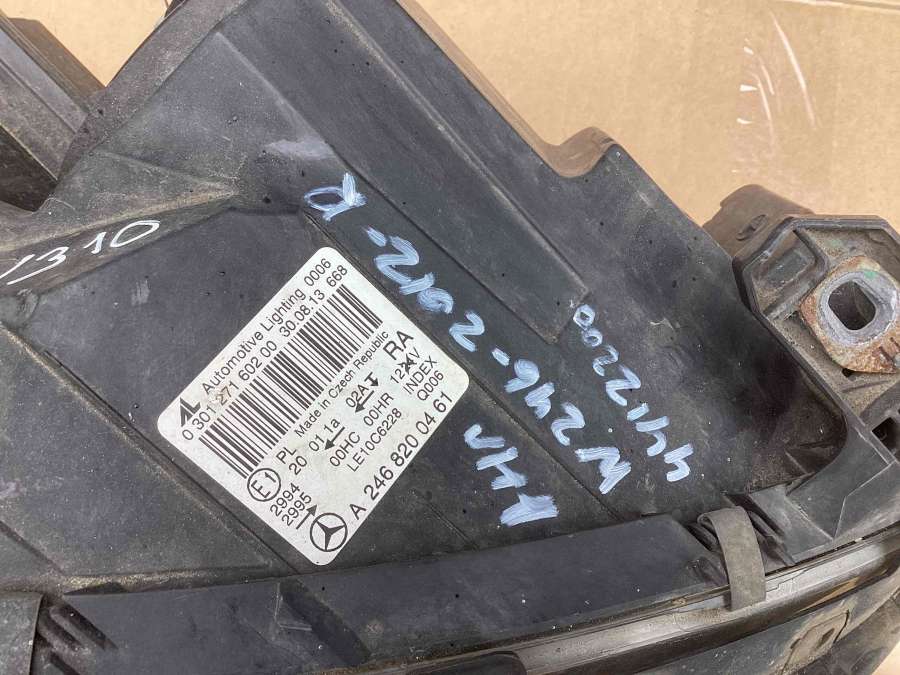 1310
AL Automotive Lighting 0006
0 301 271 602 00 30 08 13 668
Made in Czech Republic
PL RA
20 01 1a 02A 12V
00HC 00HR INDEX
LE10C6228 Q006
E1
2994
2995
A 246 820 04 61
W246-2192-
4412200